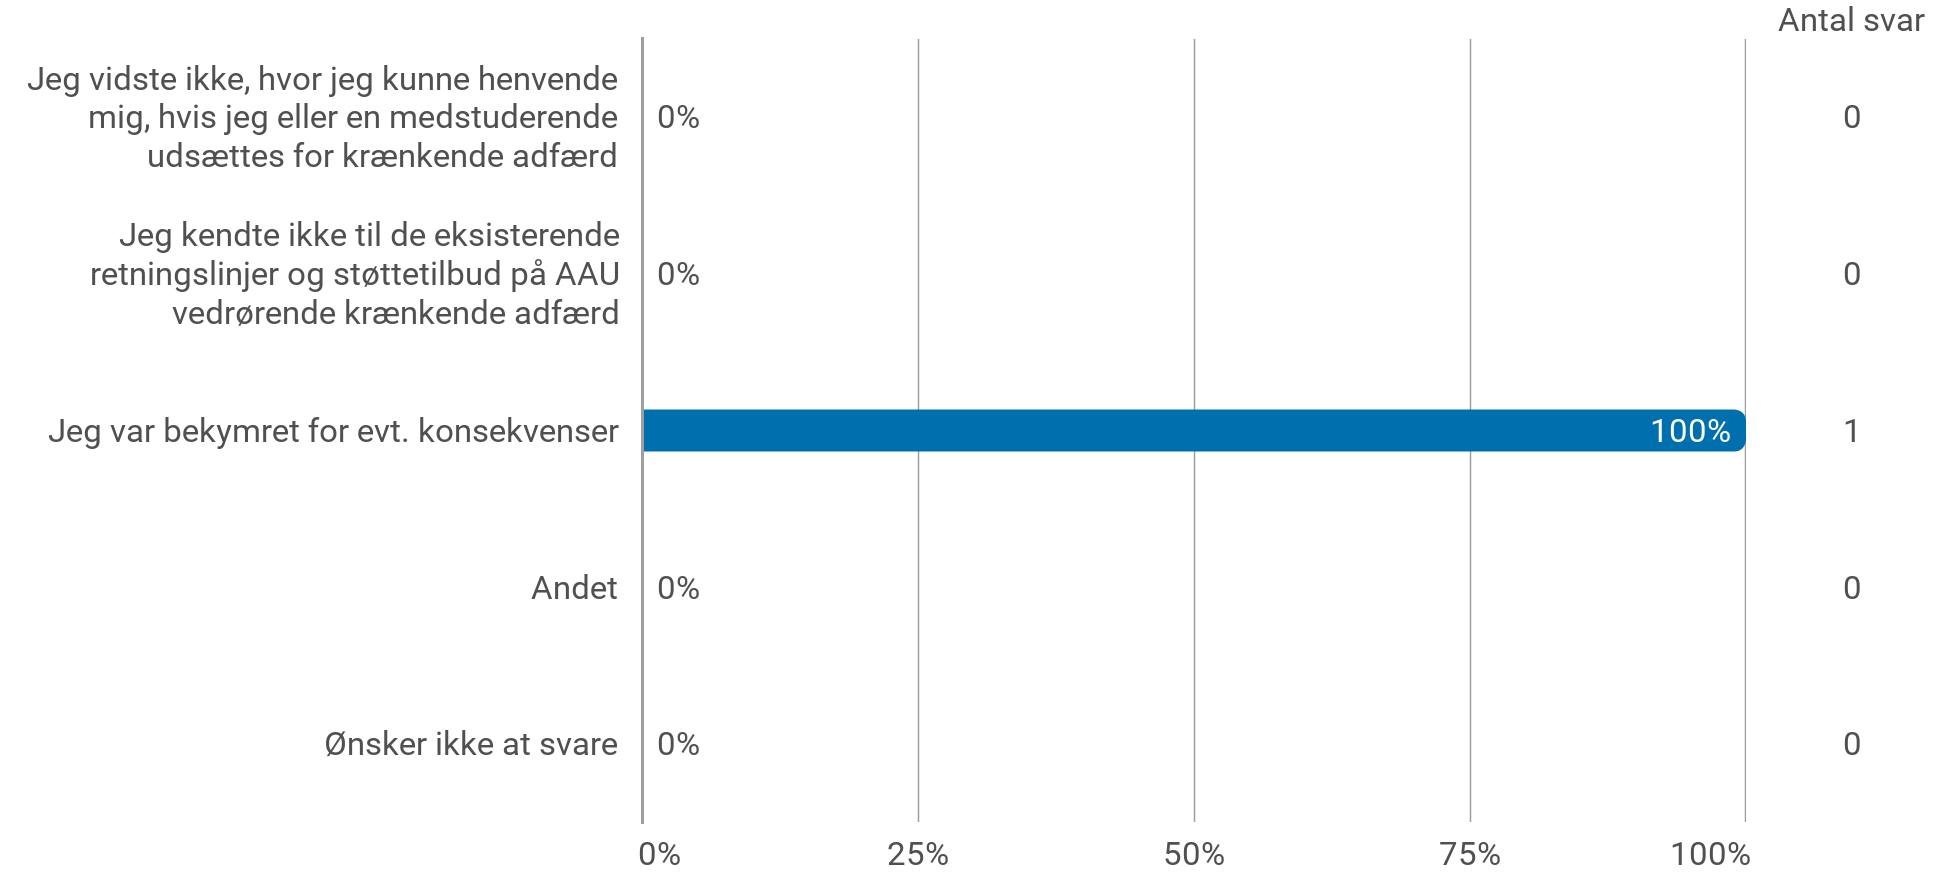 Antal svar
Jeg vidste ikke, hvor jeg kunne henvende
mig, hvis jeg eller en medstuderende
udsættes for krænkende adfærd
0%
0
Jeg kendte ikke til de eksisterende
retningslinjer og støttetilbud på AAU
vedrørende krænkende adfærd
0%
0
Jeg var bekymret for evt. konsekvenser
100%
1
Andet
0%
0
Ønsker ikke at svare
0%
0
0%
25%
50%
75%
100%